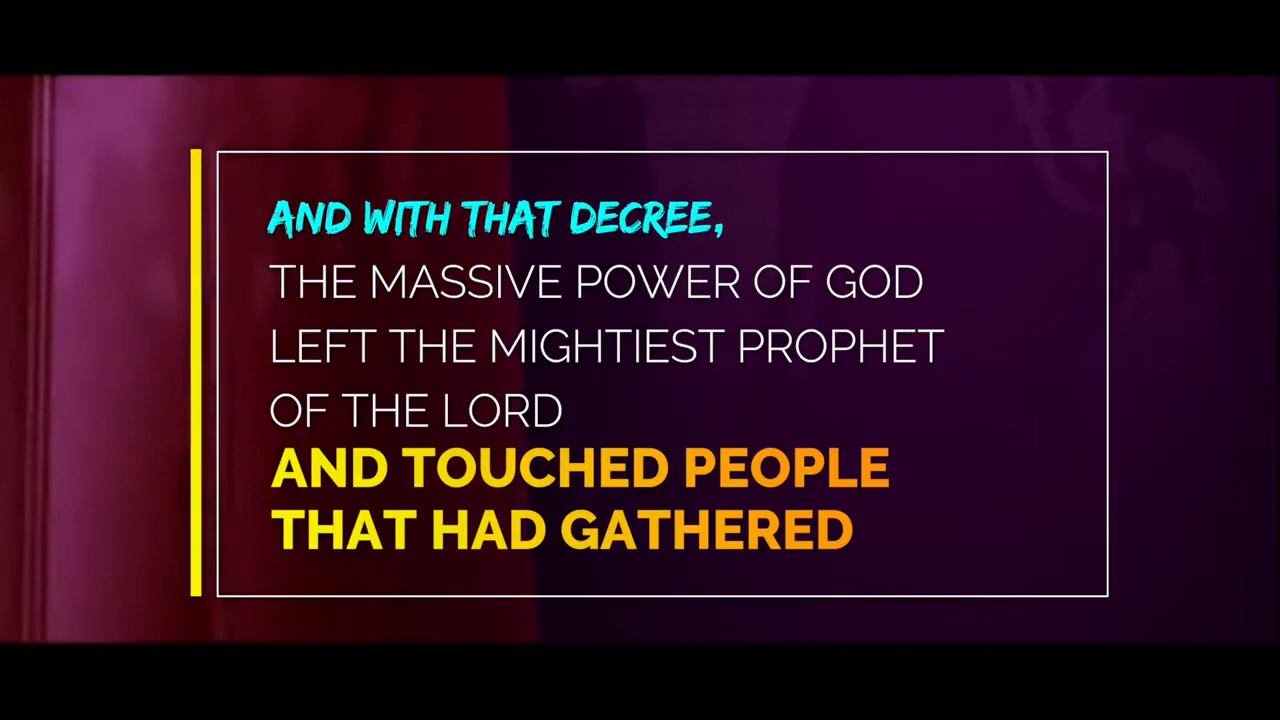 AND WITH THAT DECREE,
THE MASSIVE POWER OF GOD
LEFT THE MIGHTIEST PROPHET
OF THE LORD
AND TOUCHED PEOPLE
THAT HAD GATHERED